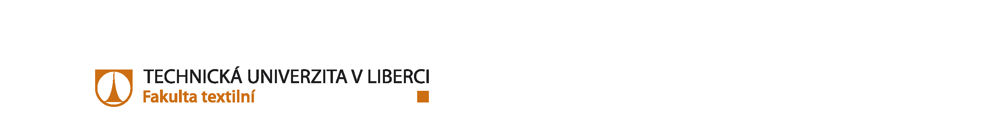 TECHNICKÁ UNIVERZITA V LIBERCI
Fakulta textilní